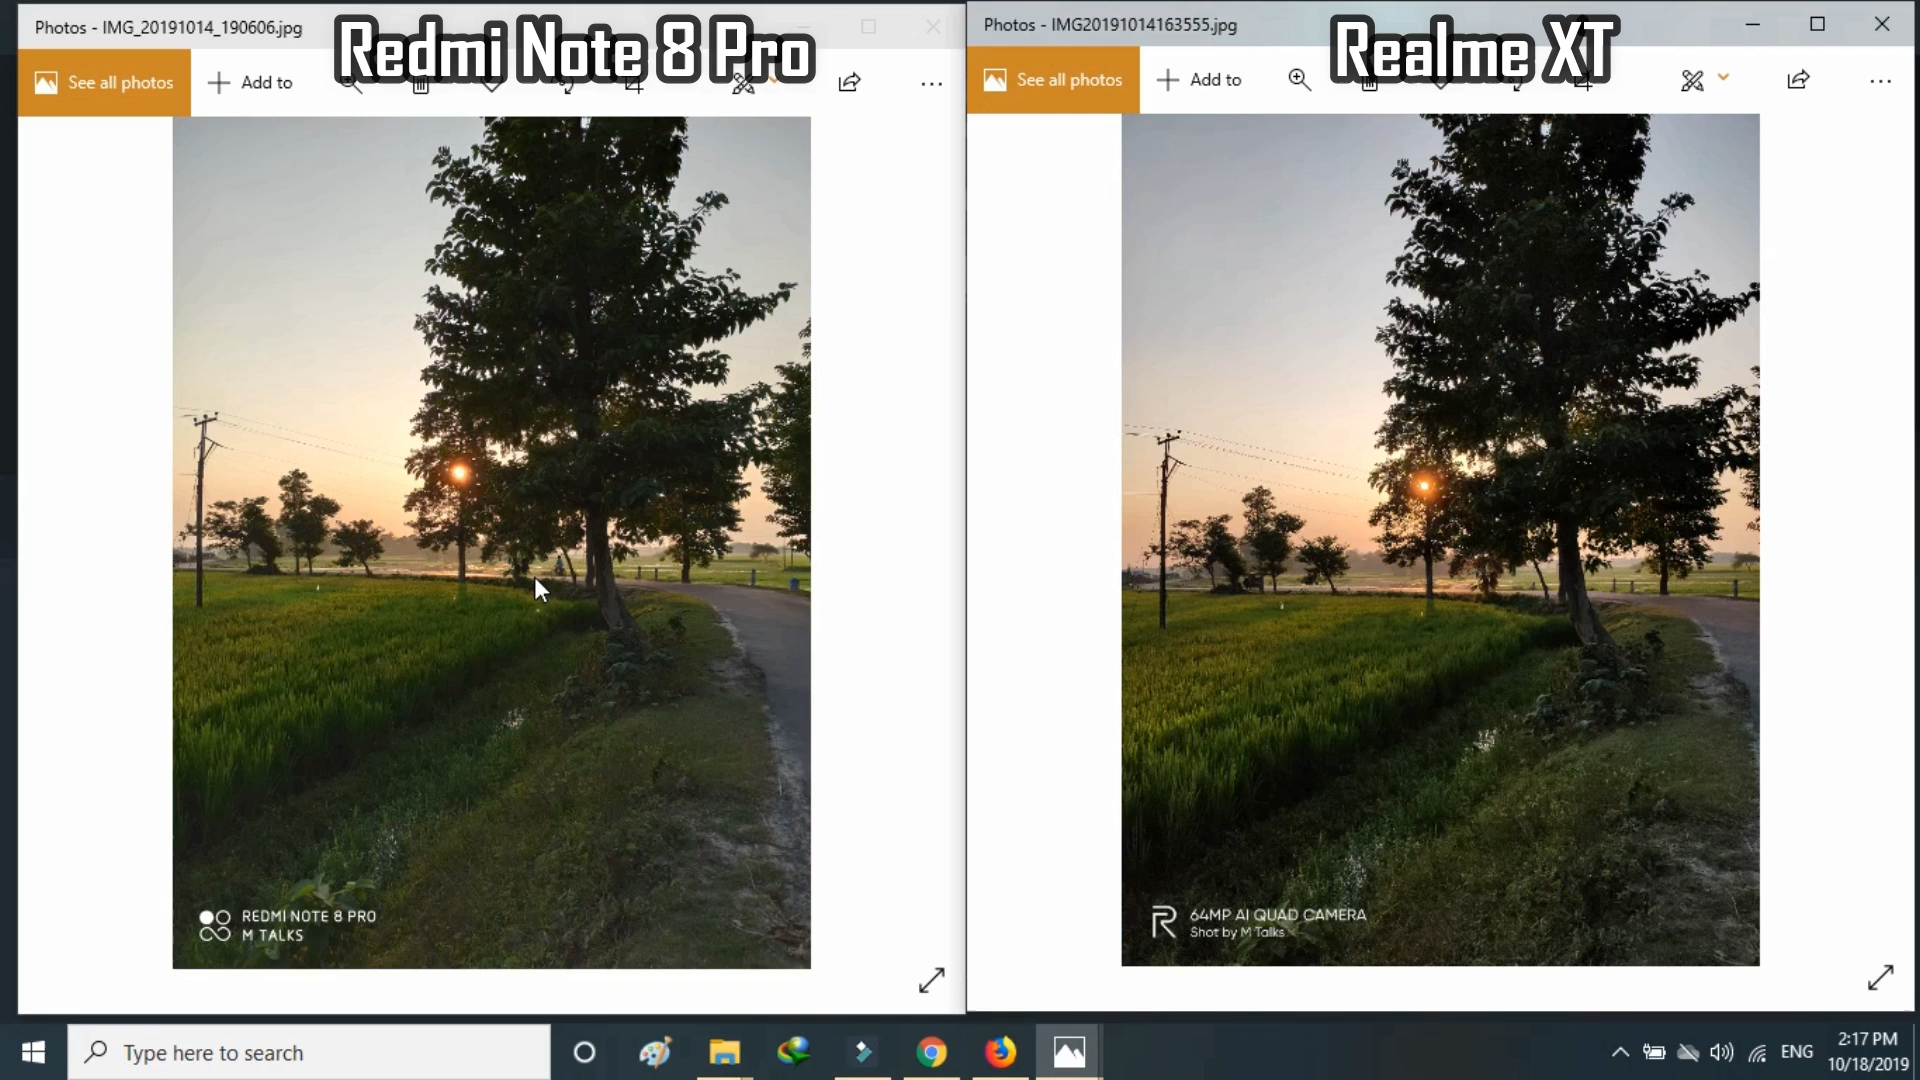 Photos - IMG_20191014_190606.jpg
Redmi Note 8 Pro
See all photos
Add to
REDMI NOTE 8 PRO
M TALKS
Photos - IMG20191014163555.jpg
Realme XT
See all photos
Add to
64MP AI QUAD CAMERA
Shot by M Talks
Type here to search
ENG
2:17 PM
10/18/2019